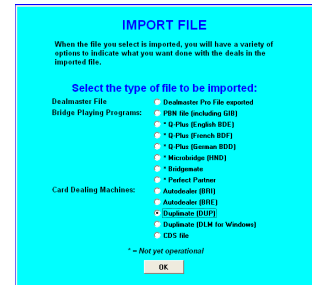 IMPORT FILE
When the file you select is imported, you will have a variety of
options to indicate what you want done with the deals in the
imported file.
Select the type of file to be imported:
Dealmaster File Dealmaster Pro File exported
Bridge Playing Programs: PBN file (including GIB)
* Q-Plus (English BDE)
* Q-Plus (French BDF)
* Q-Plus (German BDD)
* Microbridge (HND)
* Bridgemate
* Perfect Partner
Card Dealing Machines: Autodealer (BRI)
Autodealer (BRE)
Duplimate (DUP)
Duplimate (DLM for Windows)
CDS file
* = Not yet operational
OK